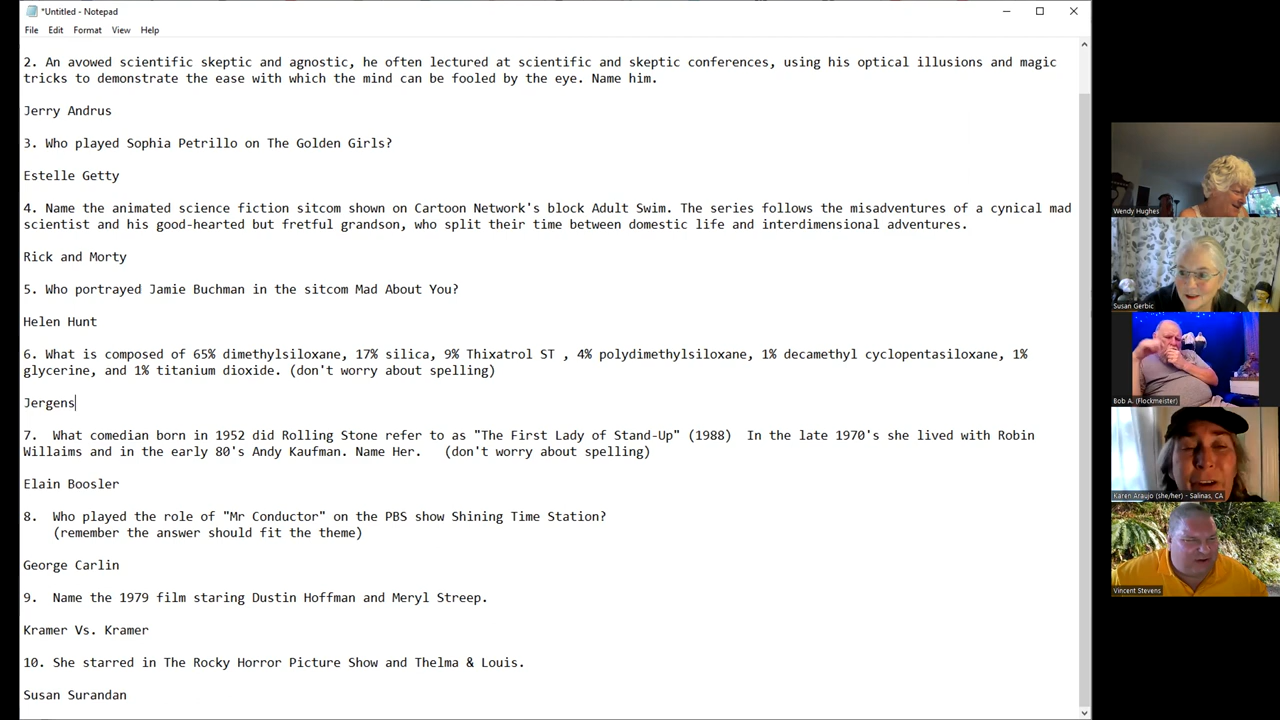 *Untitled - Notepad
File Edit Format View Help
2. An avowed scientific skeptic and agnostic, he often lectured at scientific and skeptic conferences, using his optical illusions and magic
tricks to demonstrate the ease with which the mind can be fooled by the eye. Name him.
Jerry Andrus
3. Who played Sophia Petrillo on The Golden Girls?
Estelle Getty
4. Name the animated science fiction sitcom shown on Cartoon Network's block Adult Swim. The series follows the misadventures of a cynical mad
scientist and his good-hearted but fretful grandson, who split their time between domestic life and interdimensional adventures.
Rick and Morty
5. Who portrayed Jamie Buchman in the sitcom Mad About You?
Helen Hunt
6. What is composed of 65% dimethylsiloxane, 17% silica, 9% Thixatrol ST , 4% polydimethylsiloxane, 1% decamethyl cyclopentasiloxane, 1%
glycerine, and 1% titanium dioxide. (don't worry about spelling)
Jergens
7. What comedian born in 1952 did Rolling Stone refer to as "The First Lady of Stand-Up" (1988) In the late 1970's she lived with Robin
Willaims and in the early 80's Andy Kaufman. Name Her. (don't worry about spelling)
Elain Boosler
8. Who played the role of "Mr Conductor" on the PBS show Shining Time Station?
(remember the answer should fit the theme)
George Carlin
9. Name the 1979 film staring Dustin Hoffman and Meryl Streep.
Kramer Vs. Kramer
10. She starred in The Rocky Horror Picture Show and Thelma & Louis.
Susan Surandan
Wendy Hughes
Susan Gerbic
Bob A. (Flockmeister)
Karen Araujo (she/her) - Salinas, CA
Vincent Stevens